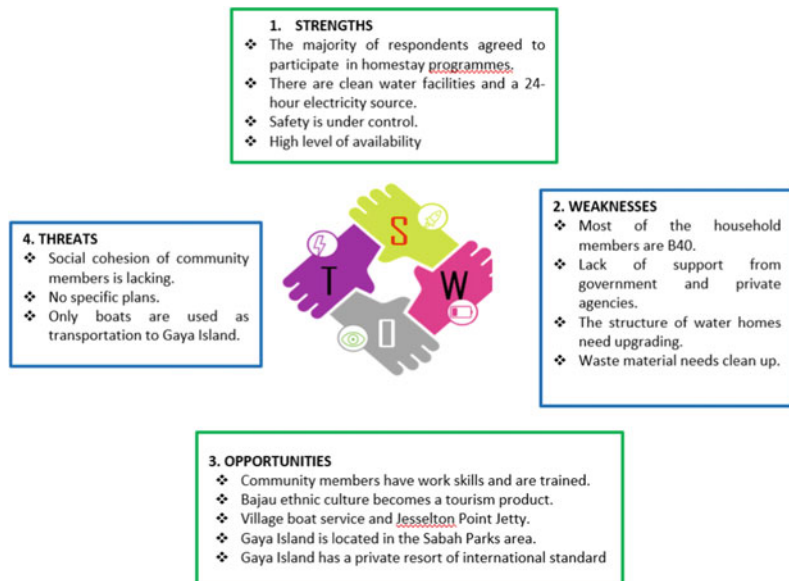 1. STRENGTHS
❖ The majority of respondents agreed to
participate in homestay programmes.
❖ There are clean water facilities and a 24-
hour electricity source.
❖ Safety is under control.
❖ High level of availability
S
T
W
O
2. WEAKNESSES
❖ Most of the household
members are B40.
❖ Lack of support from
government and private
agencies.
❖ The structure of water homes
need upgrading.
❖ Waste material needs clean up.
4. THREATS
❖ Social cohesion of community
members is lacking.
❖ No specific plans.
❖ Only boats are used as
transportation to Gaya Island.
3. OPPORTUNITIES
❖ Community members have work skills and are trained.
❖ Bajau ethnic culture becomes a tourism product.
❖ Village boat service and Jesselton Point Jetty.
❖ Gaya Island is located in the Sabah Parks area.
❖ Gaya Island has a private resort of international standard